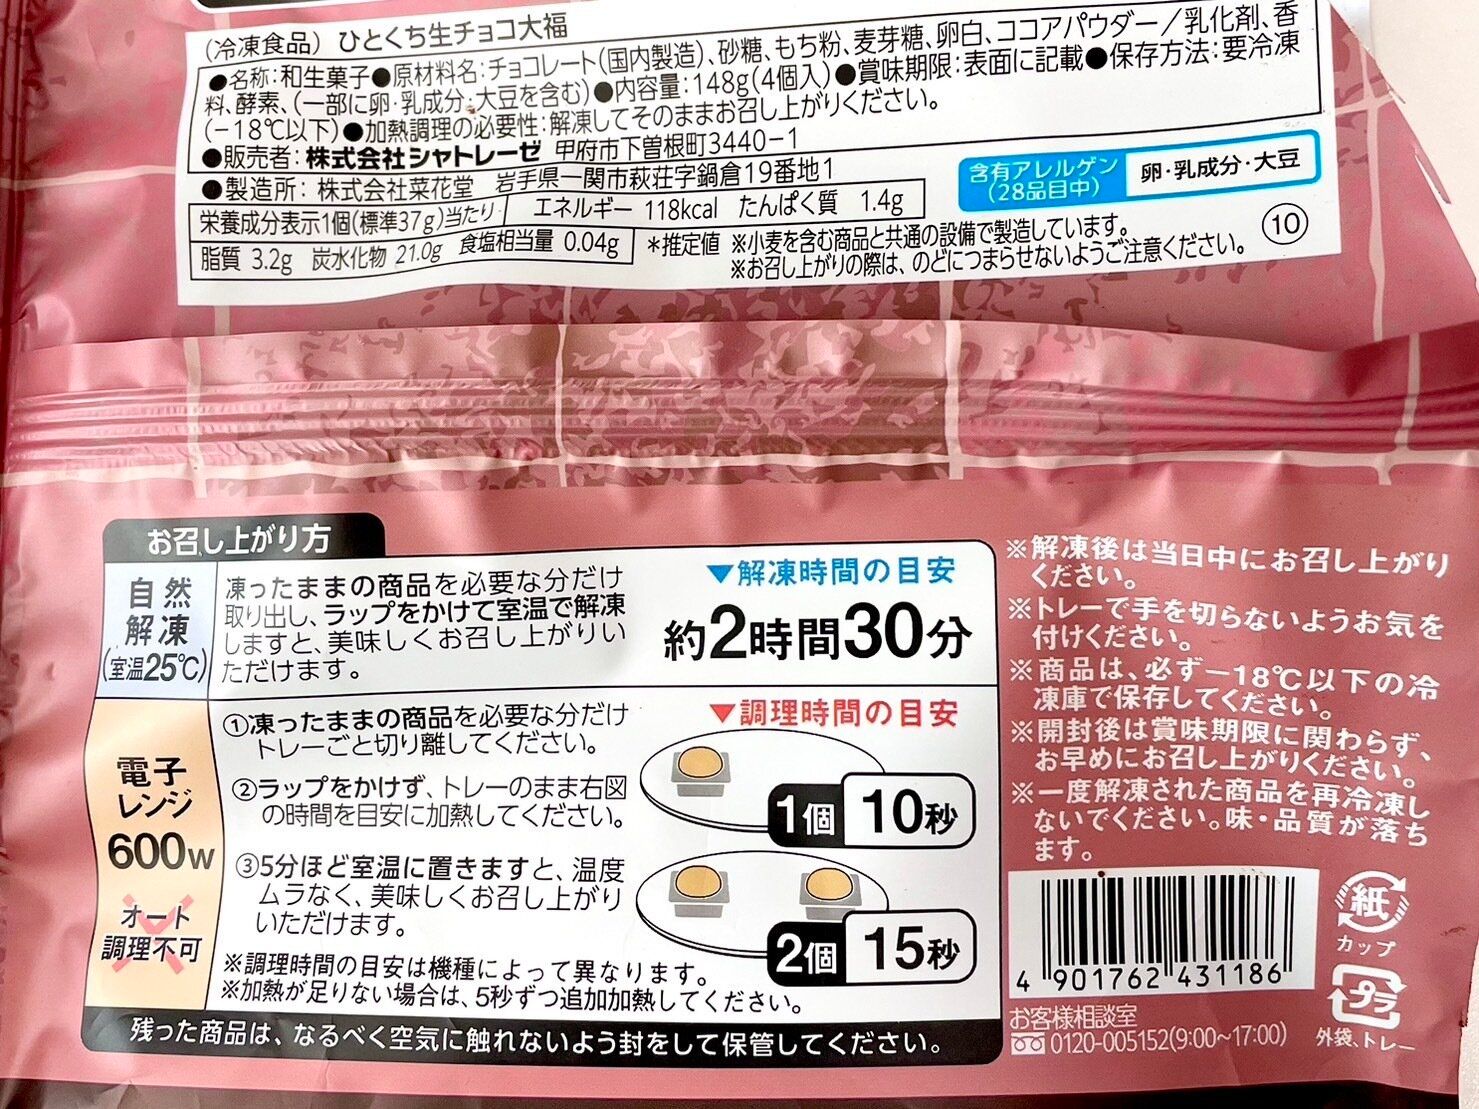 (冷凍食品) ひとくち生チョコ大福
●名称:和生菓子●原材料名:チョコレート(国内製造)、砂糖、もち粉、麦芽糖、卵白、ココアパウダー/乳化剤、香
料、酵素、(一部に卵・乳成分・大豆を含む)●内容量:148g(4個入)●賞味期限:表面に記載●保存方法:要冷凍
(-18℃以下)●加熱調理の必要性:解凍してそのままお召し上がりください。
●販売者:株式会社シャトレーゼ 甲府市下曽根町3440-1
●製造所:株式会社菜花堂 岩手県一関市萩荘字鍋倉19番地1
含有アレルゲン
(28品目中)
卵・乳成分・大豆
栄養成分表示1個(標準37g)当たり エネルギー 118kcal たんぱく質 1.4g
脂質 3.2g 炭水化物 21.0g 食塩相当量 0.04g
*推定値 ※小麦を含む商品と共通の設備で製造しています。
※お召し上がりの際は、のどにつまらせないようご注意ください。
⑩
お召し上がり方
自然
解凍
(室温25℃)
凍ったままの商品を必要な分だけ
取り出し、ラップをかけて室温で解凍
しますと、美味しくお召し上がりい
ただけます。
▼解凍時間の目安
約2時間30分
電子
レンジ
600w
オート
調理不可
①凍ったままの商品を必要な分だけ
トレーごと切り離してください。
②ラップをかけず、トレーのまま右図
の時間を目安に加熱してください。
③5分ほど室温に置きますと、温度
ムラなく、美味しくお召し上がり
いただけます。
▼調理時間の目安
1個 10秒
2個 15秒
※調理時間の目安は機種によって異なります。
※加熱が足りない場合は、5秒ずつ追加加熱してください。
残った商品は、なるべく空気に触れないよう封をして保管してください。
※解凍後は当日中にお召し上がり
ください。
※トレーで手を切らないようお気を
付けください。
※商品は、必ず-18℃以下の冷
凍庫で保存してください。
※開封後は賞味期限に関わらず、
お早めにお召し上がりください。
※一度解凍された商品を再冷凍し
ないでください。味・品質が落ち
ます。
4 901762 431186
お客様相談室
0120-005152(9:00~17:00)
紙
カップ
プラ
外袋、トレー